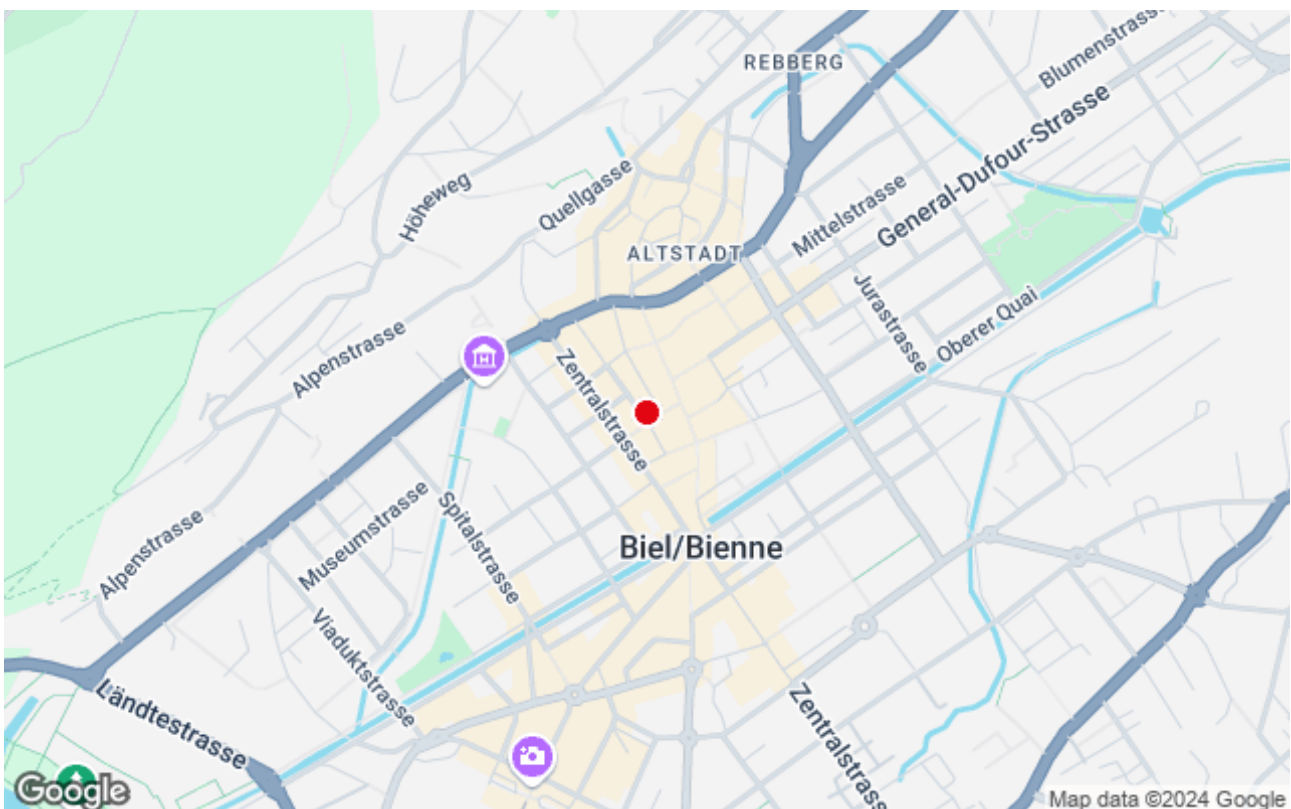 REBBERG
Blumenstrasse
General-Dufour-Strasse
Höheweg
Quellgasse
Mittelstrasse
ALTSTADT
Jurastrasse
Oberer Quai
Alpenstrasse
Zentralstrasse
Museumstrasse
Spitalstrasse
Alpenstrasse
Biel/Bienne
Viaduktstrasse
Ländtestrasse
Zentralstrasse
Google
Map data ©2024 Google